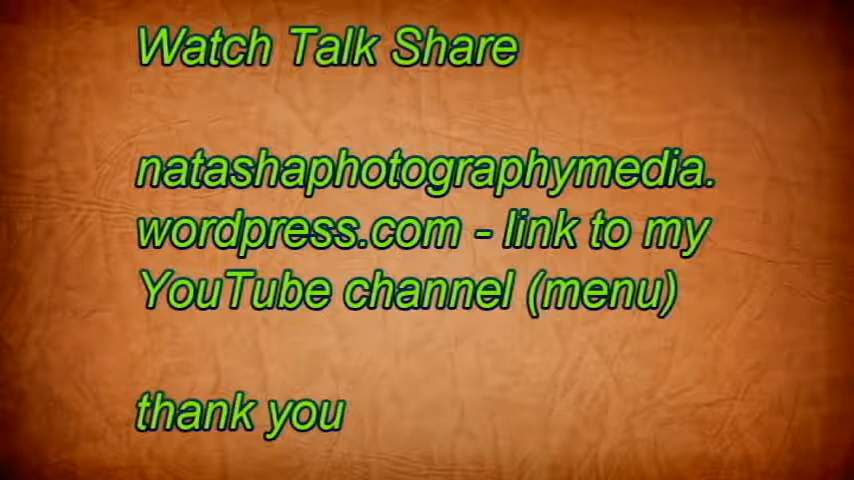 Watch Talk Share
natashaphotographymedia.
wordpress.com - link to my
YouTube channel (menu)
thank you